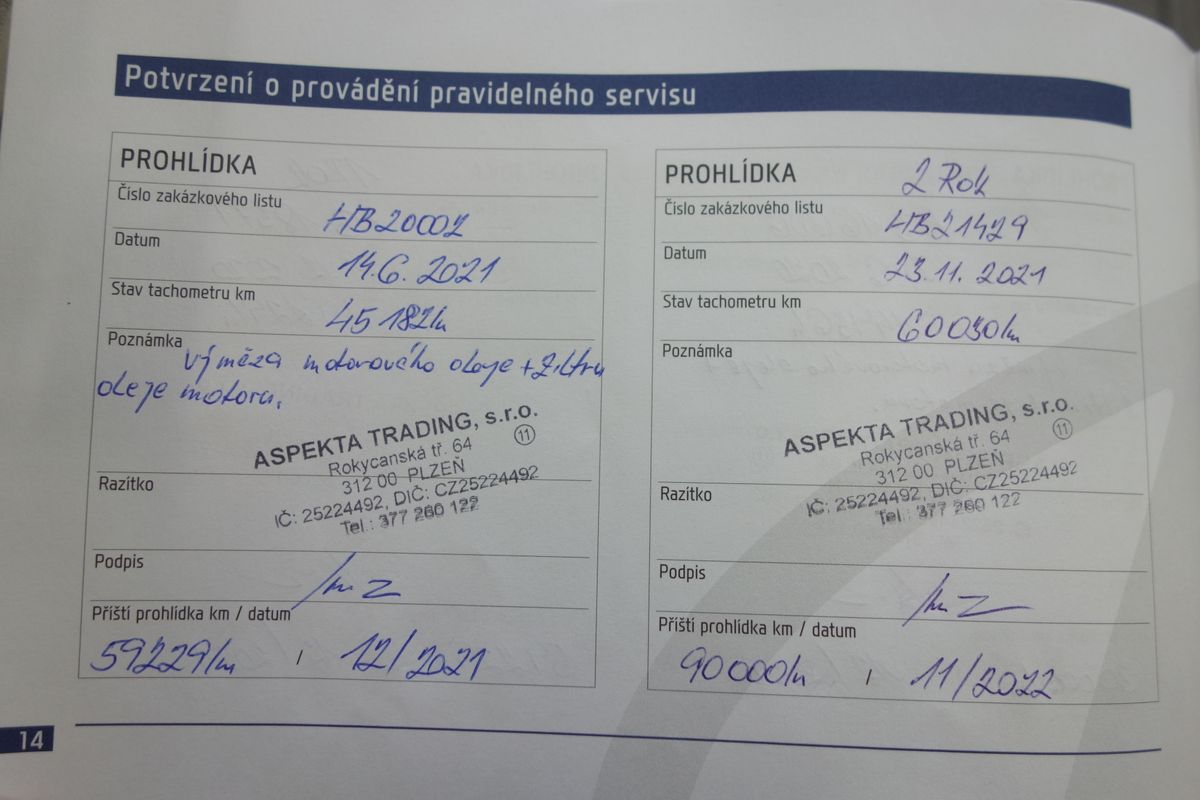 Potvrzení o provádění pravidelného servisu
PROHLÍDKA
Číslo zakázkového listu
HB20002
Datum
14.6. 2021
Stav tachometru km
45 187km
Poznámka
výměna motorového oleje + filtru
oleje motoru.
ASPEKTA TRADING, s.r.o.
Rokycanská tř. 64
11
312 00 PLZEŇ
Razítko
IČ: 25224492, DIČ: CZ25224492
Tel.: 377 260 122
Podpis
Příští prohlídka km / datum
59229km / 12/2021
PROHLÍDKA
2 Rok
Číslo zakázkového listu
HB21429
Datum
23.11. 2021
Stav tachometru km
60030km
Poznámka
ASPEKTA TRADING, s.r.o.
Rokycanská tř. 64
11
312 00 PLZEŇ
Razítko
IČ: 25224492, DIČ: CZ25224492
Tel.: 377 260 122
Podpis
Příští prohlídka km / datum
90000km / 11/2022
14